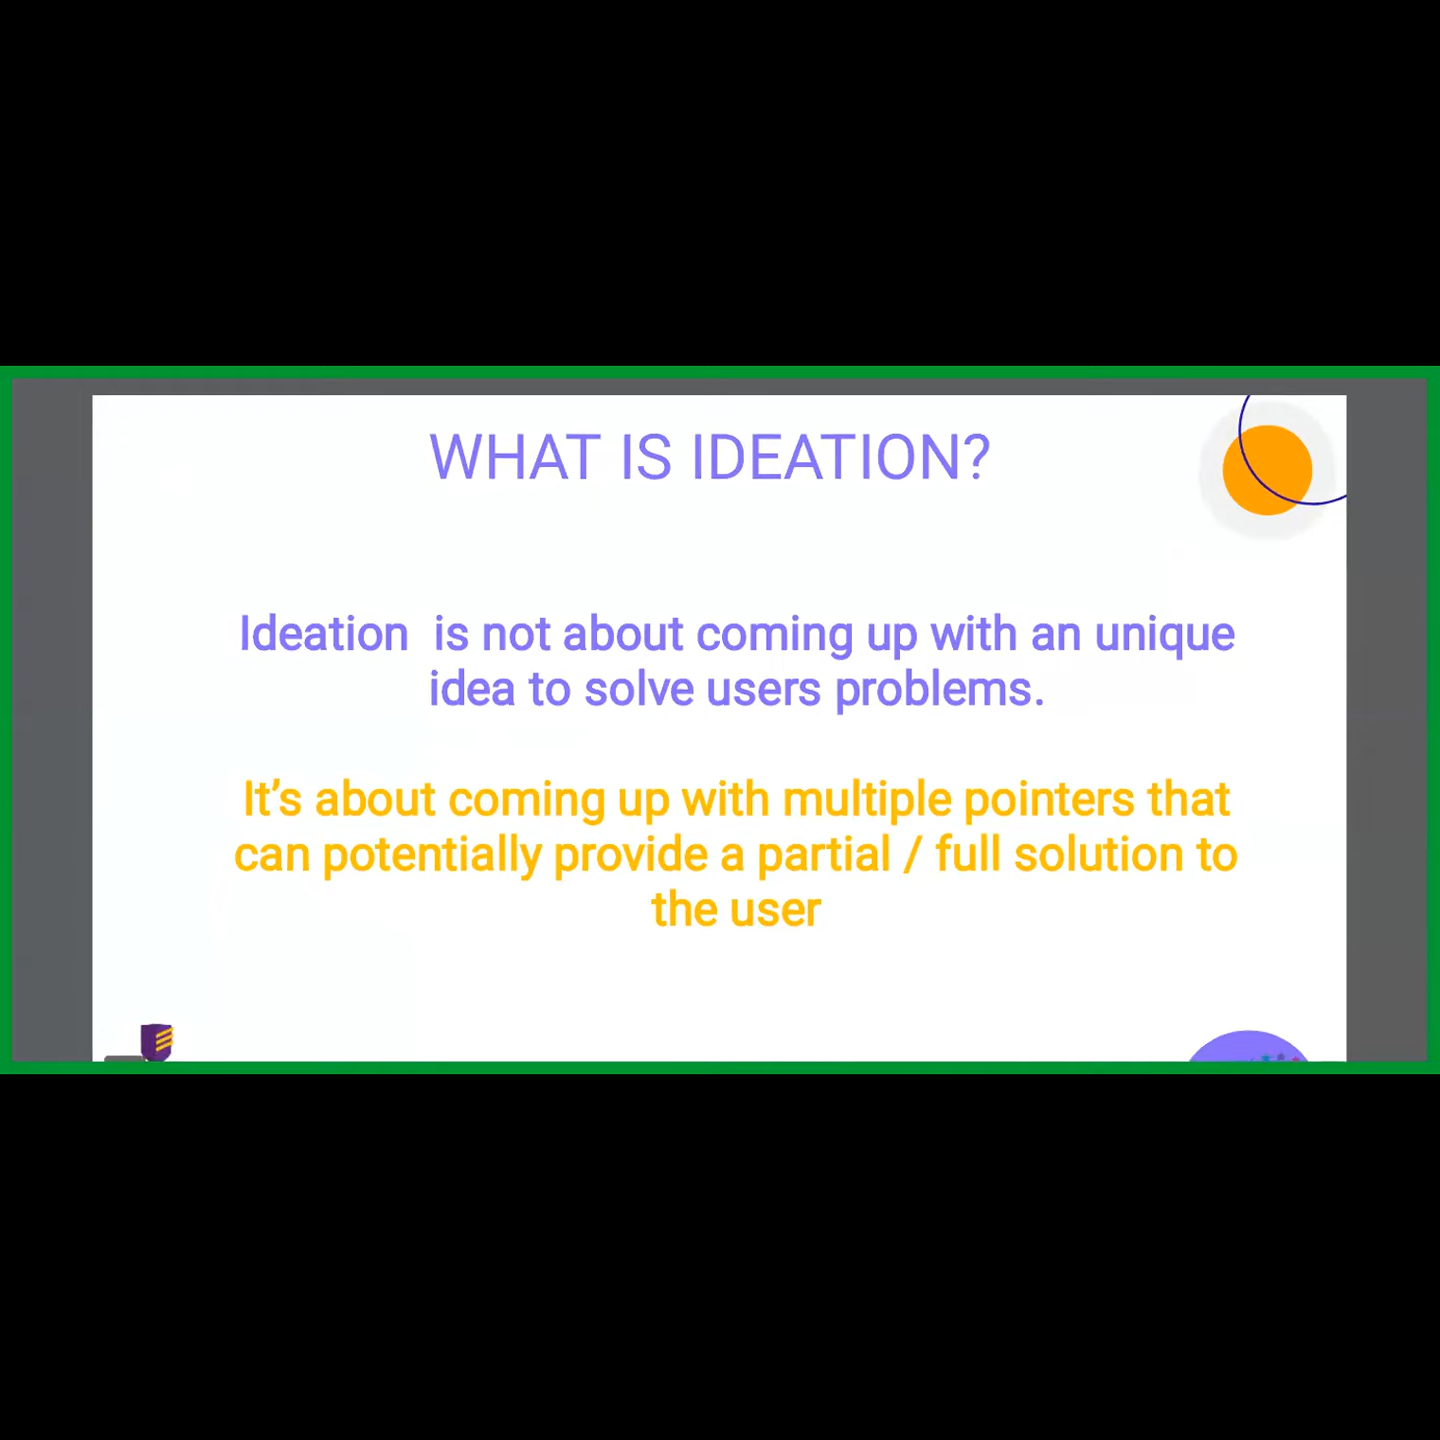 WHAT IS IDEATION?
Ideation  is not about coming up with an unique
idea to solve users problems.
It’s about coming up with multiple pointers that
can potentially provide a partial / full solution to
the user